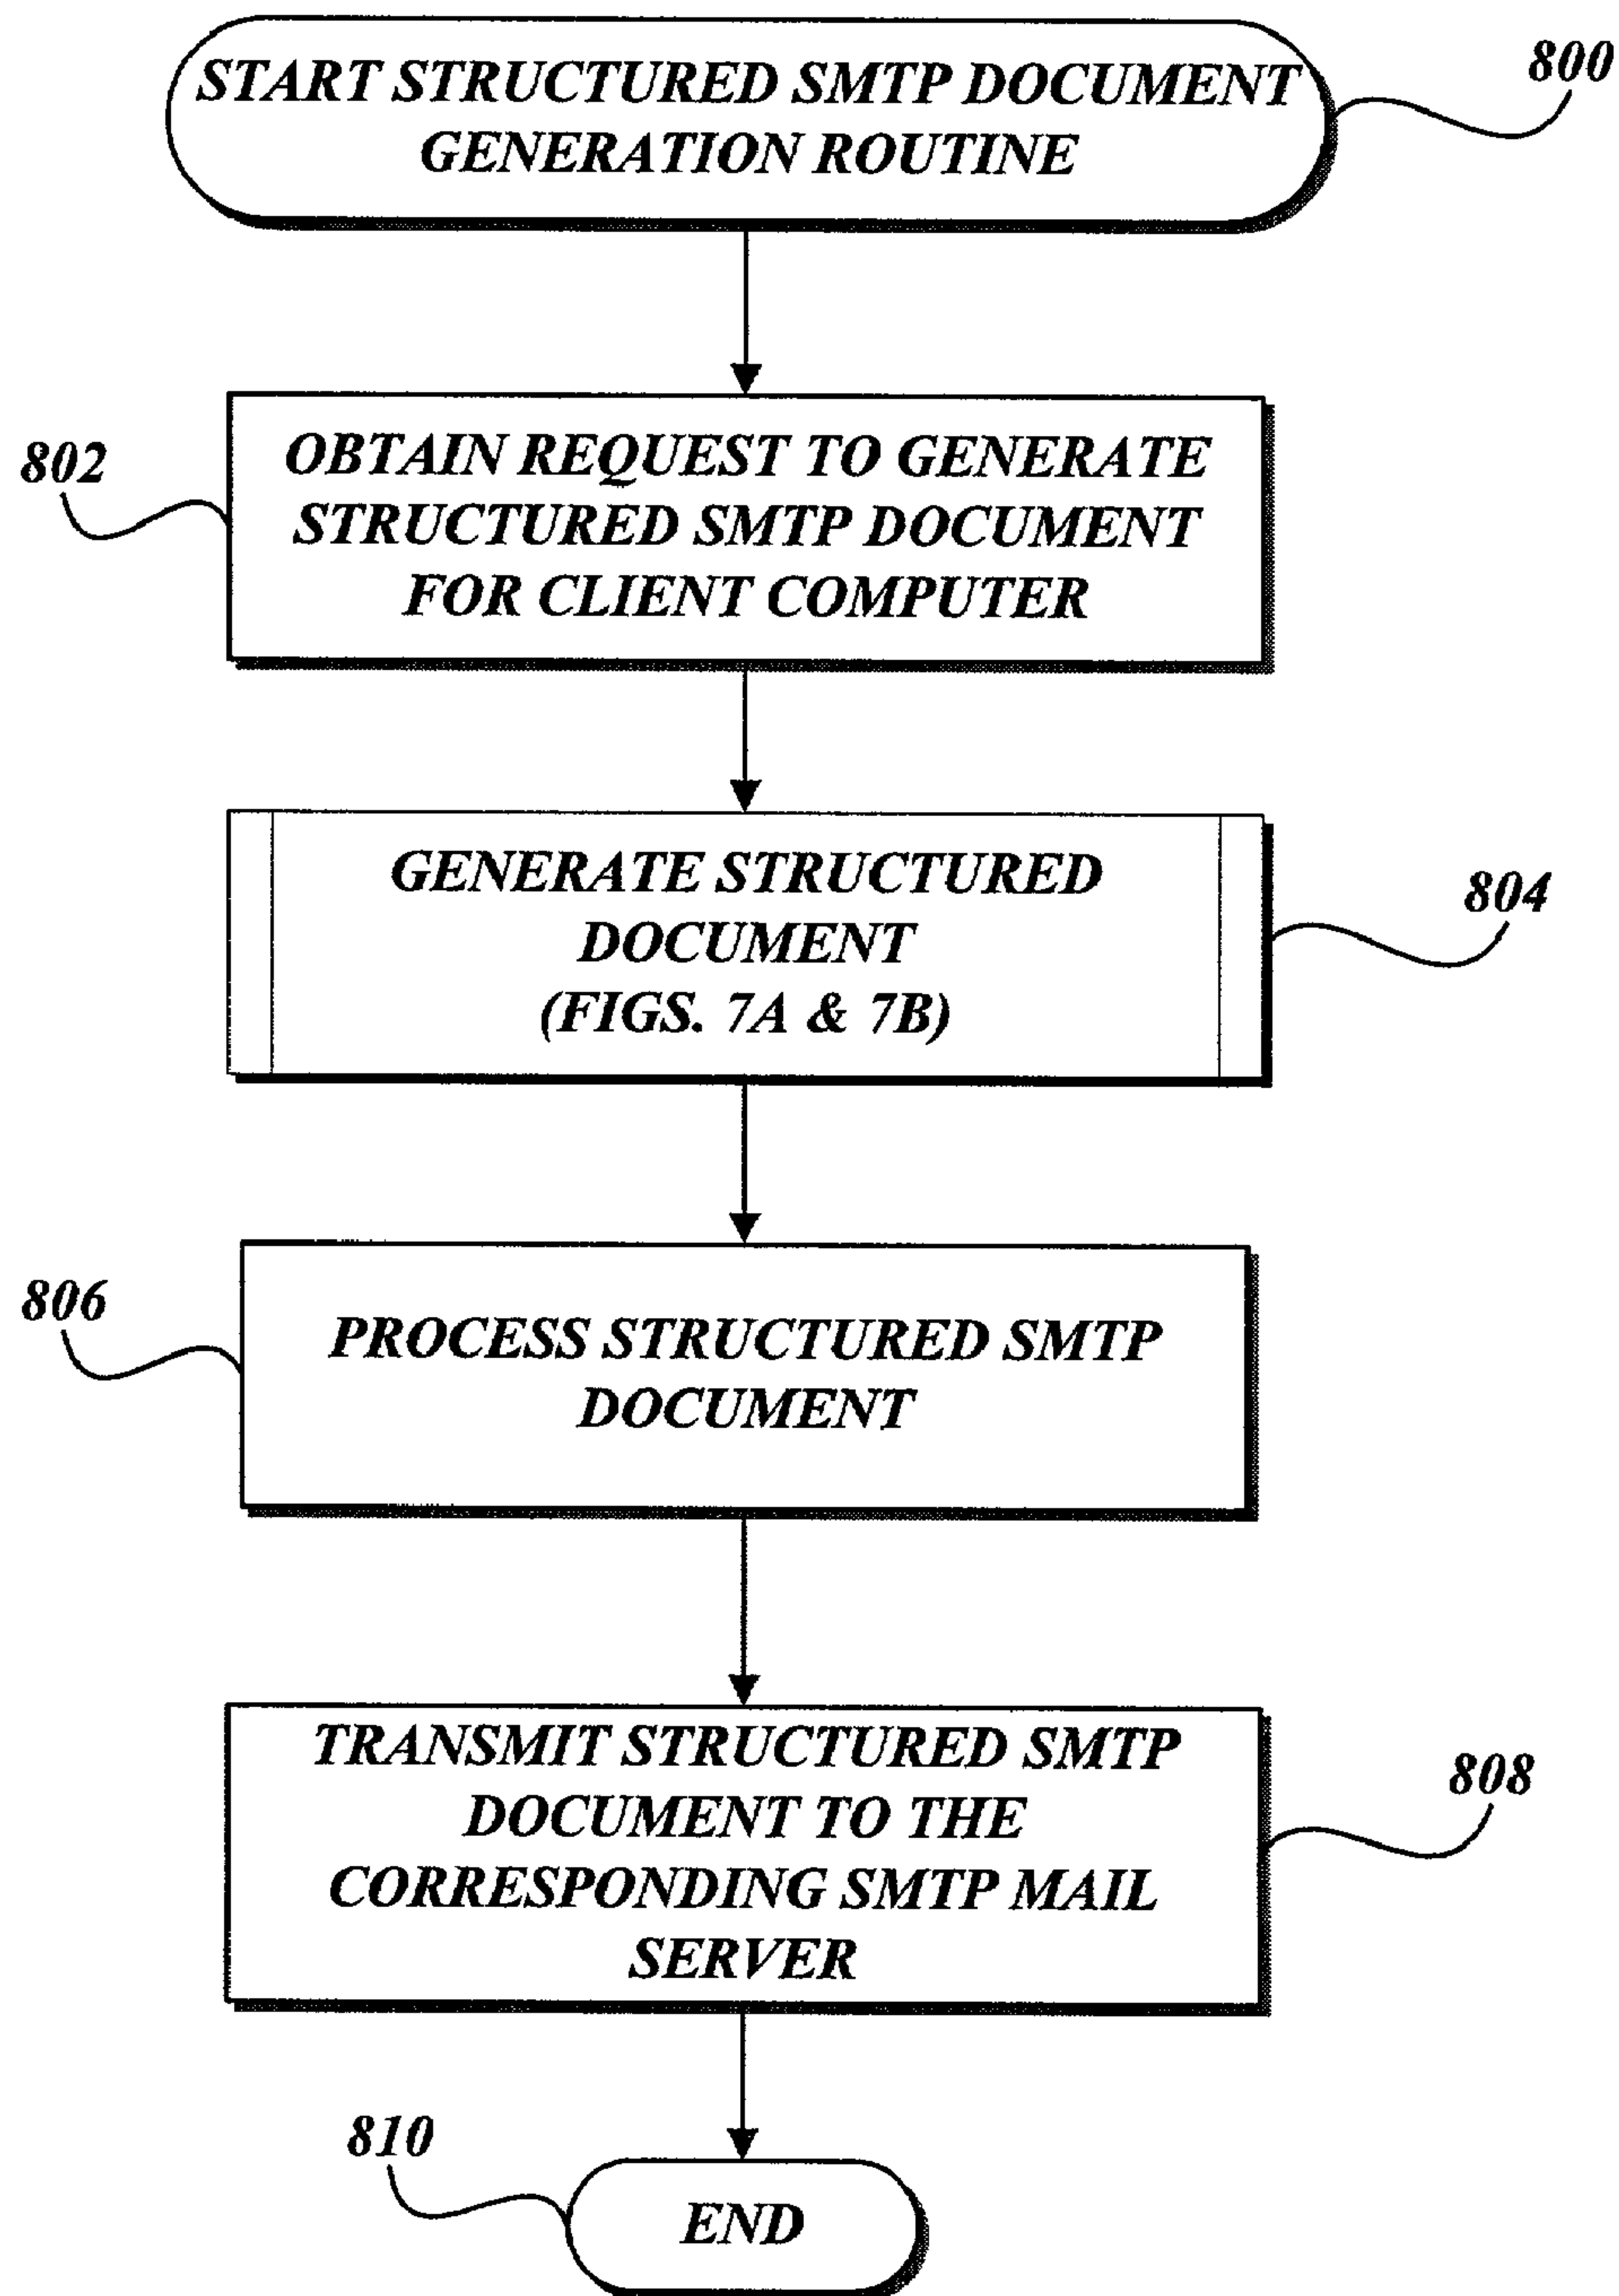 START STRUCTURED SMTP DOCUMENT
GENERATION ROUTINE
800
802
OBTAIN REQUEST TO GENERATE
STRUCTURED SMTP DOCUMENT
FOR CLIENT COMPUTER
GENERATE STRUCTURED
DOCUMENT
(FIGS. 7A & 7B)
804
806
PROCESS STRUCTURED SMTP
DOCUMENT
TRANSMIT STRUCTURED SMTP
DOCUMENT TO THE
CORRESPONDING SMTP MAIL
SERVER
808
810
END